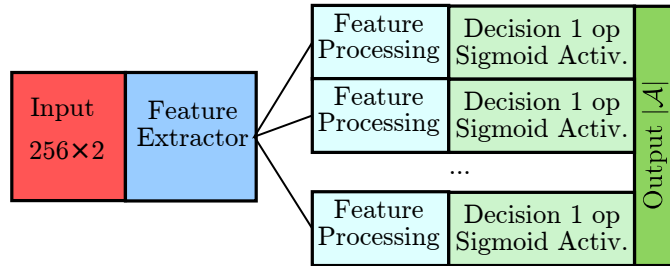 Input
256×2
Feature
Extractor
Feature
Processing
Decision 1 op
Sigmoid Activ.
Feature
Processing
Decision 1 op
Sigmoid Activ.
...
Feature
Processing
Decision 1 op
Sigmoid Activ.
Output |𝒜|